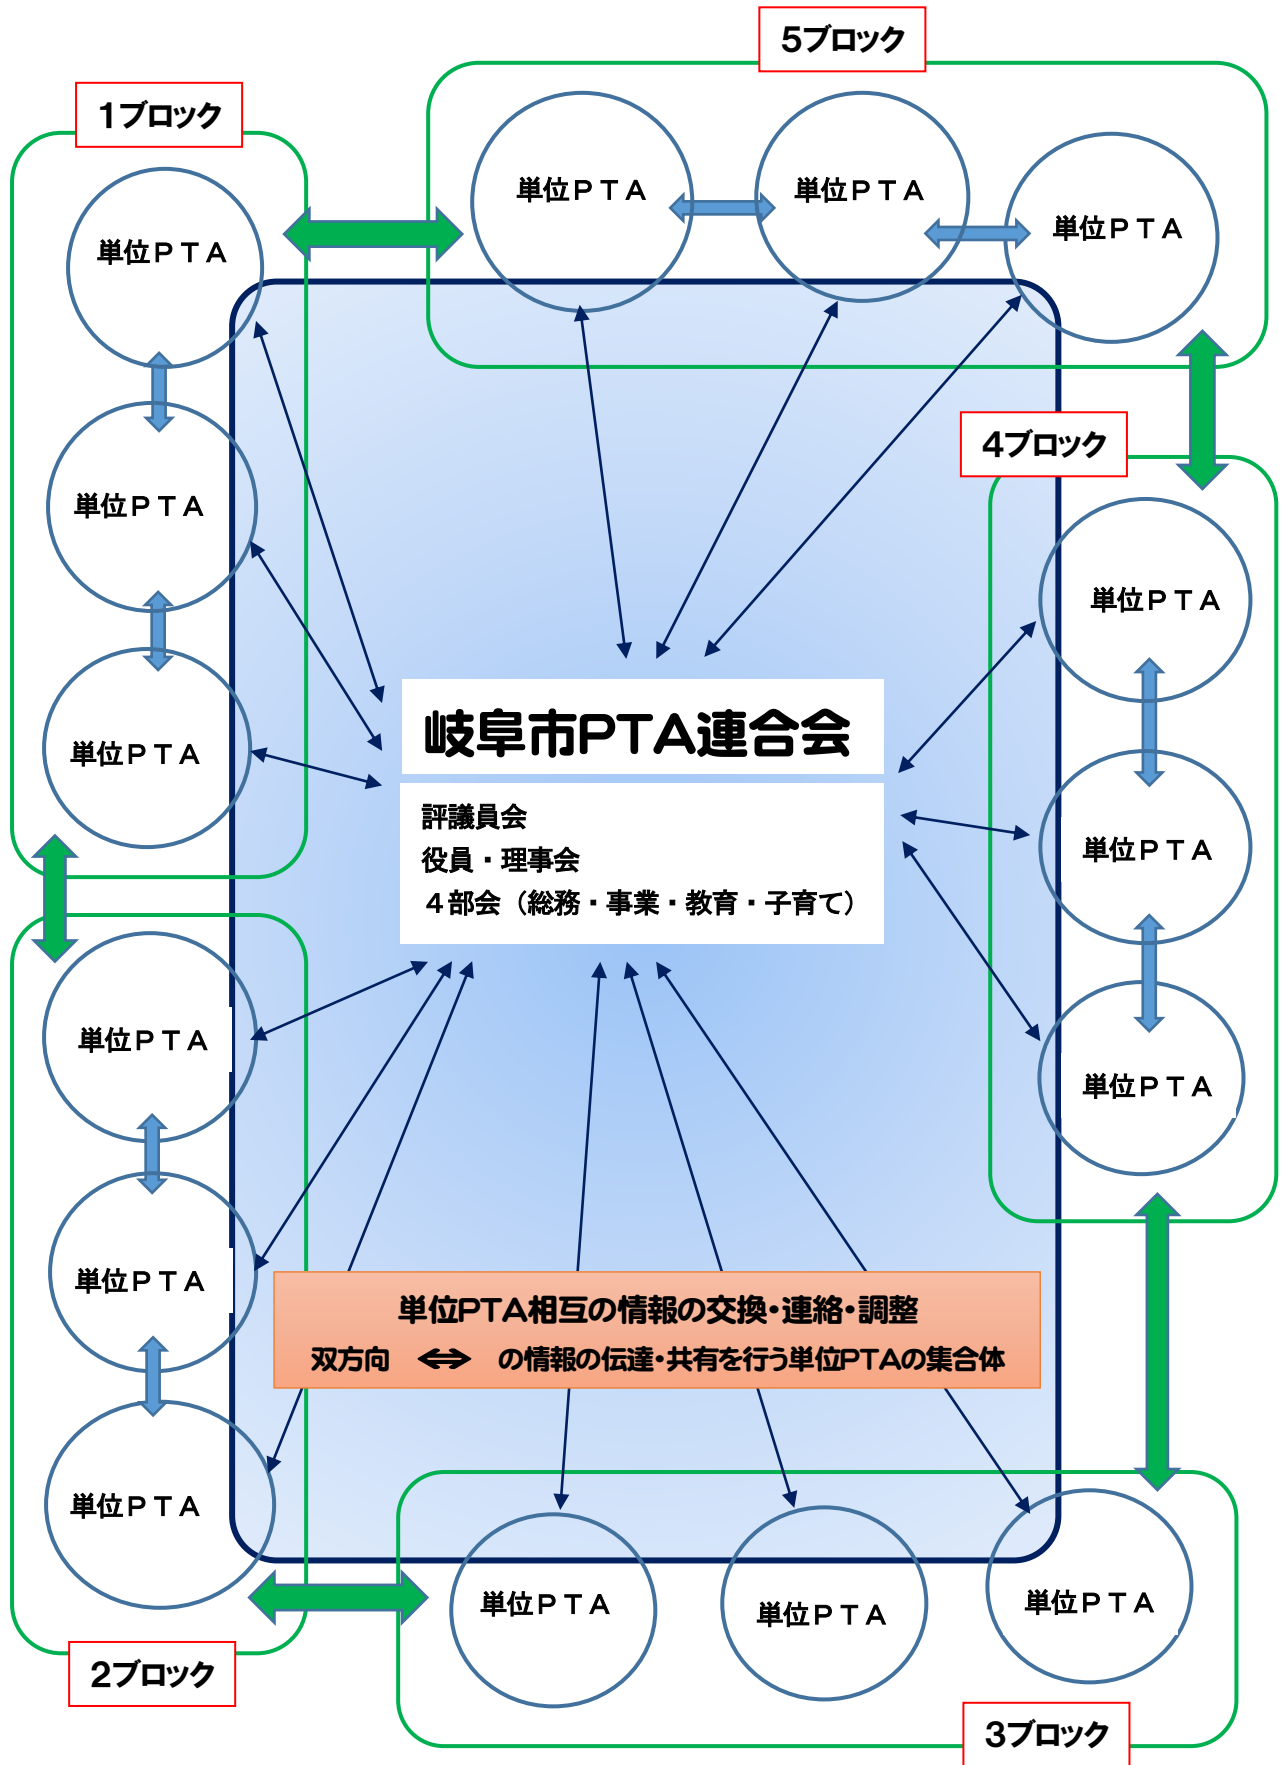 5ブロック
1ブロック
単位ＰＴＡ
単位ＰＴＡ
単位ＰＴＡ
単位ＰＴＡ
単位ＰＴＡ
単位ＰＴＡ
4ブロック
単位ＰＴＡ
単位ＰＴＡ
単位ＰＴＡ
岐阜市PTA連合会
評議員会
役員・理事会
４部会（総務・事業・教育・子育て）
単位ＰＴＡ
単位ＰＴＡ
単位ＰＴＡ
単位PTA相互の情報の交換・連絡・調整
双方向 ⇔ の情報の伝達・共有を行う単位PTAの集合体
単位ＰＴＡ
単位ＰＴＡ
単位ＰＴＡ
2ブロック
3ブロック